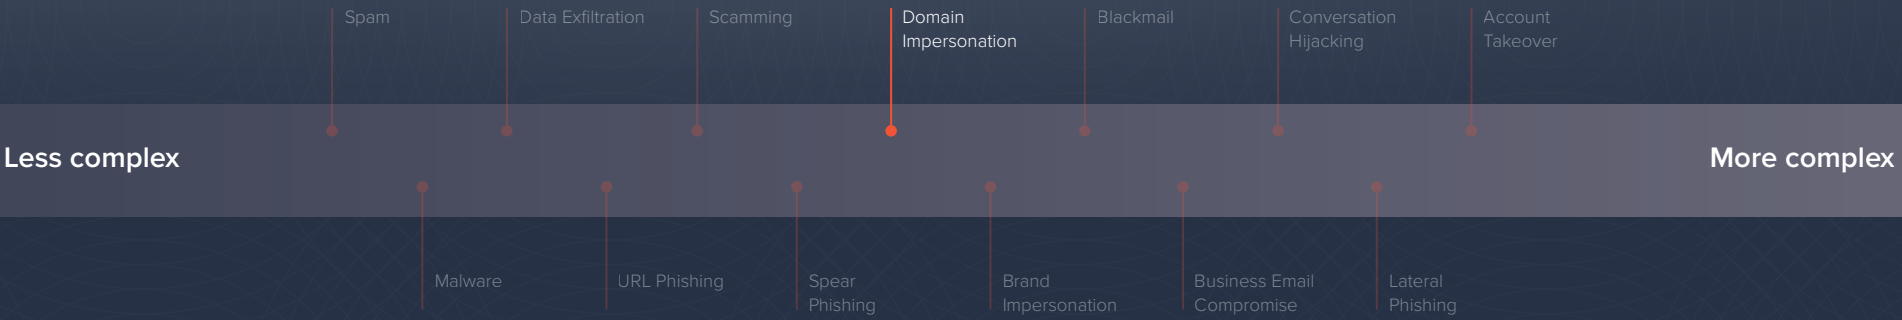 Spam
Data Exfiltration
Scamming
Domain
Impersonation
Blackmail
Conversation
Hijacking
Account
Takeover
Less complex
More complex
Malware
URL Phishing
Spear
Phishing
Brand
Impersonation
Business Email
Compromise
Lateral
Phishing